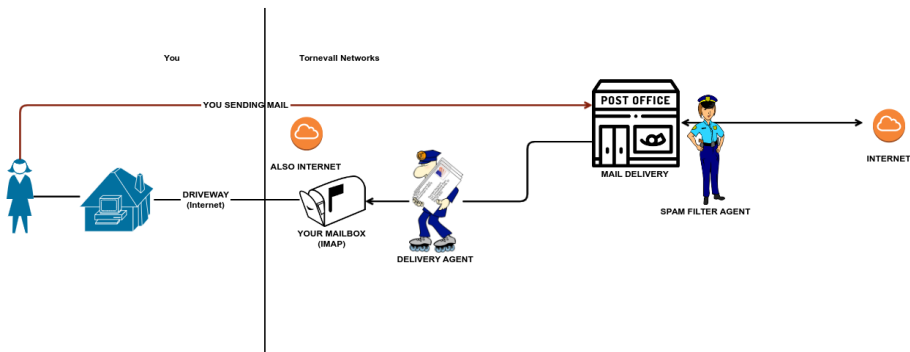 You
Tornevall Networks
YOU SENDING MAIL
POST OFFICE
ALSO INTERNET
INTERNET
MAIL DELIVERY
DRIVEWAY
(Internet)
SPAM FILTER AGENT
YOUR MAILBOX
(IMAP)
DELIVERY AGENT